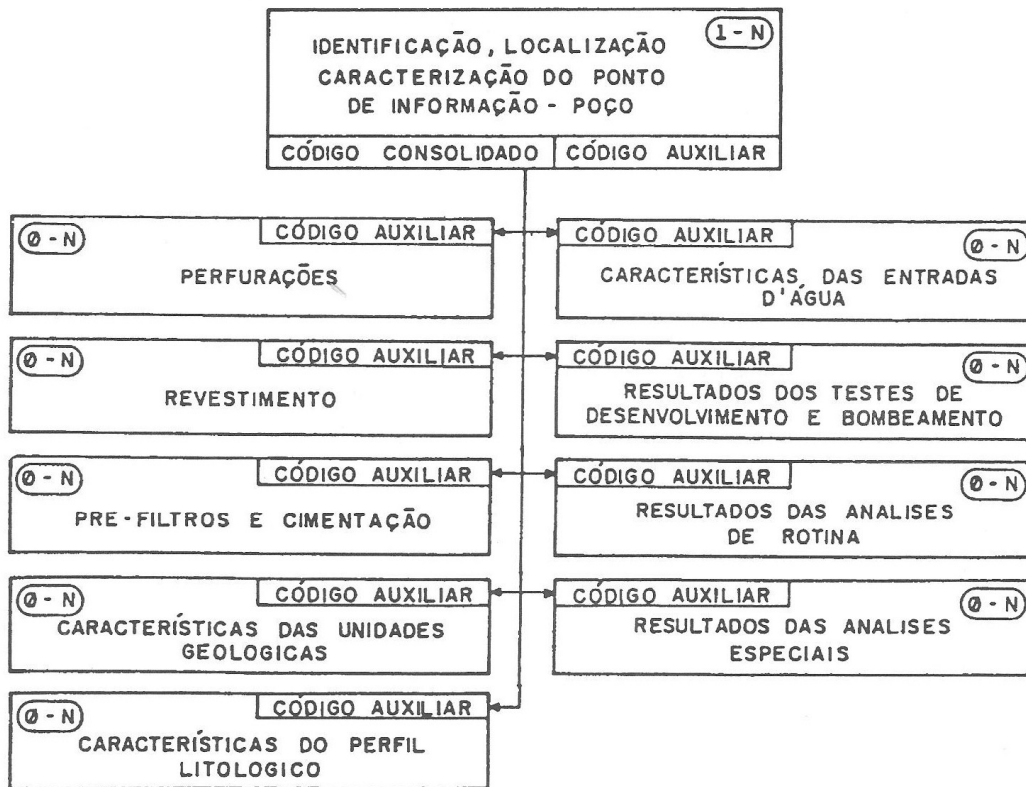 IDENTIFICAÇÃO, LOCALIZAÇÃO
1 - N
CARACTERIZAÇÃO DO PONTO
DE INFORMAÇÃO - POÇO
CÓDIGO CONSOLIDADO
CÓDIGO AUXILIAR
Ø - N
CÓDIGO AUXILIAR
PERFURAÇÕES
CÓDIGO AUXILIAR
Ø - N
CARACTERÍSTICAS DAS ENTRADAS
D'ÁGUA
Ø - N
CÓDIGO AUXILIAR
REVESTIMENTO
CÓDIGO AUXILIAR
Ø - N
RESULTADOS DOS TESTES DE
DESENVOLVIMENTO E BOMBEAMENTO
Ø - N
CÓDIGO AUXILIAR
PRE-FILTROS E CIMENTAÇÃO
CÓDIGO AUXILIAR
Ø - N
RESULTADOS DAS ANALISES
DE ROTINA
Ø - N
CÓDIGO AUXILIAR
CARACTERÍSTICAS DAS UNIDADES
GEOLOGICAS
CÓDIGO AUXILIAR
Ø - N
RESULTADOS DAS ANALISES
ESPECIAIS
Ø - N
CÓDIGO AUXILIAR
CARACTERÍSTICAS DO PERFIL
LITOLOGICO